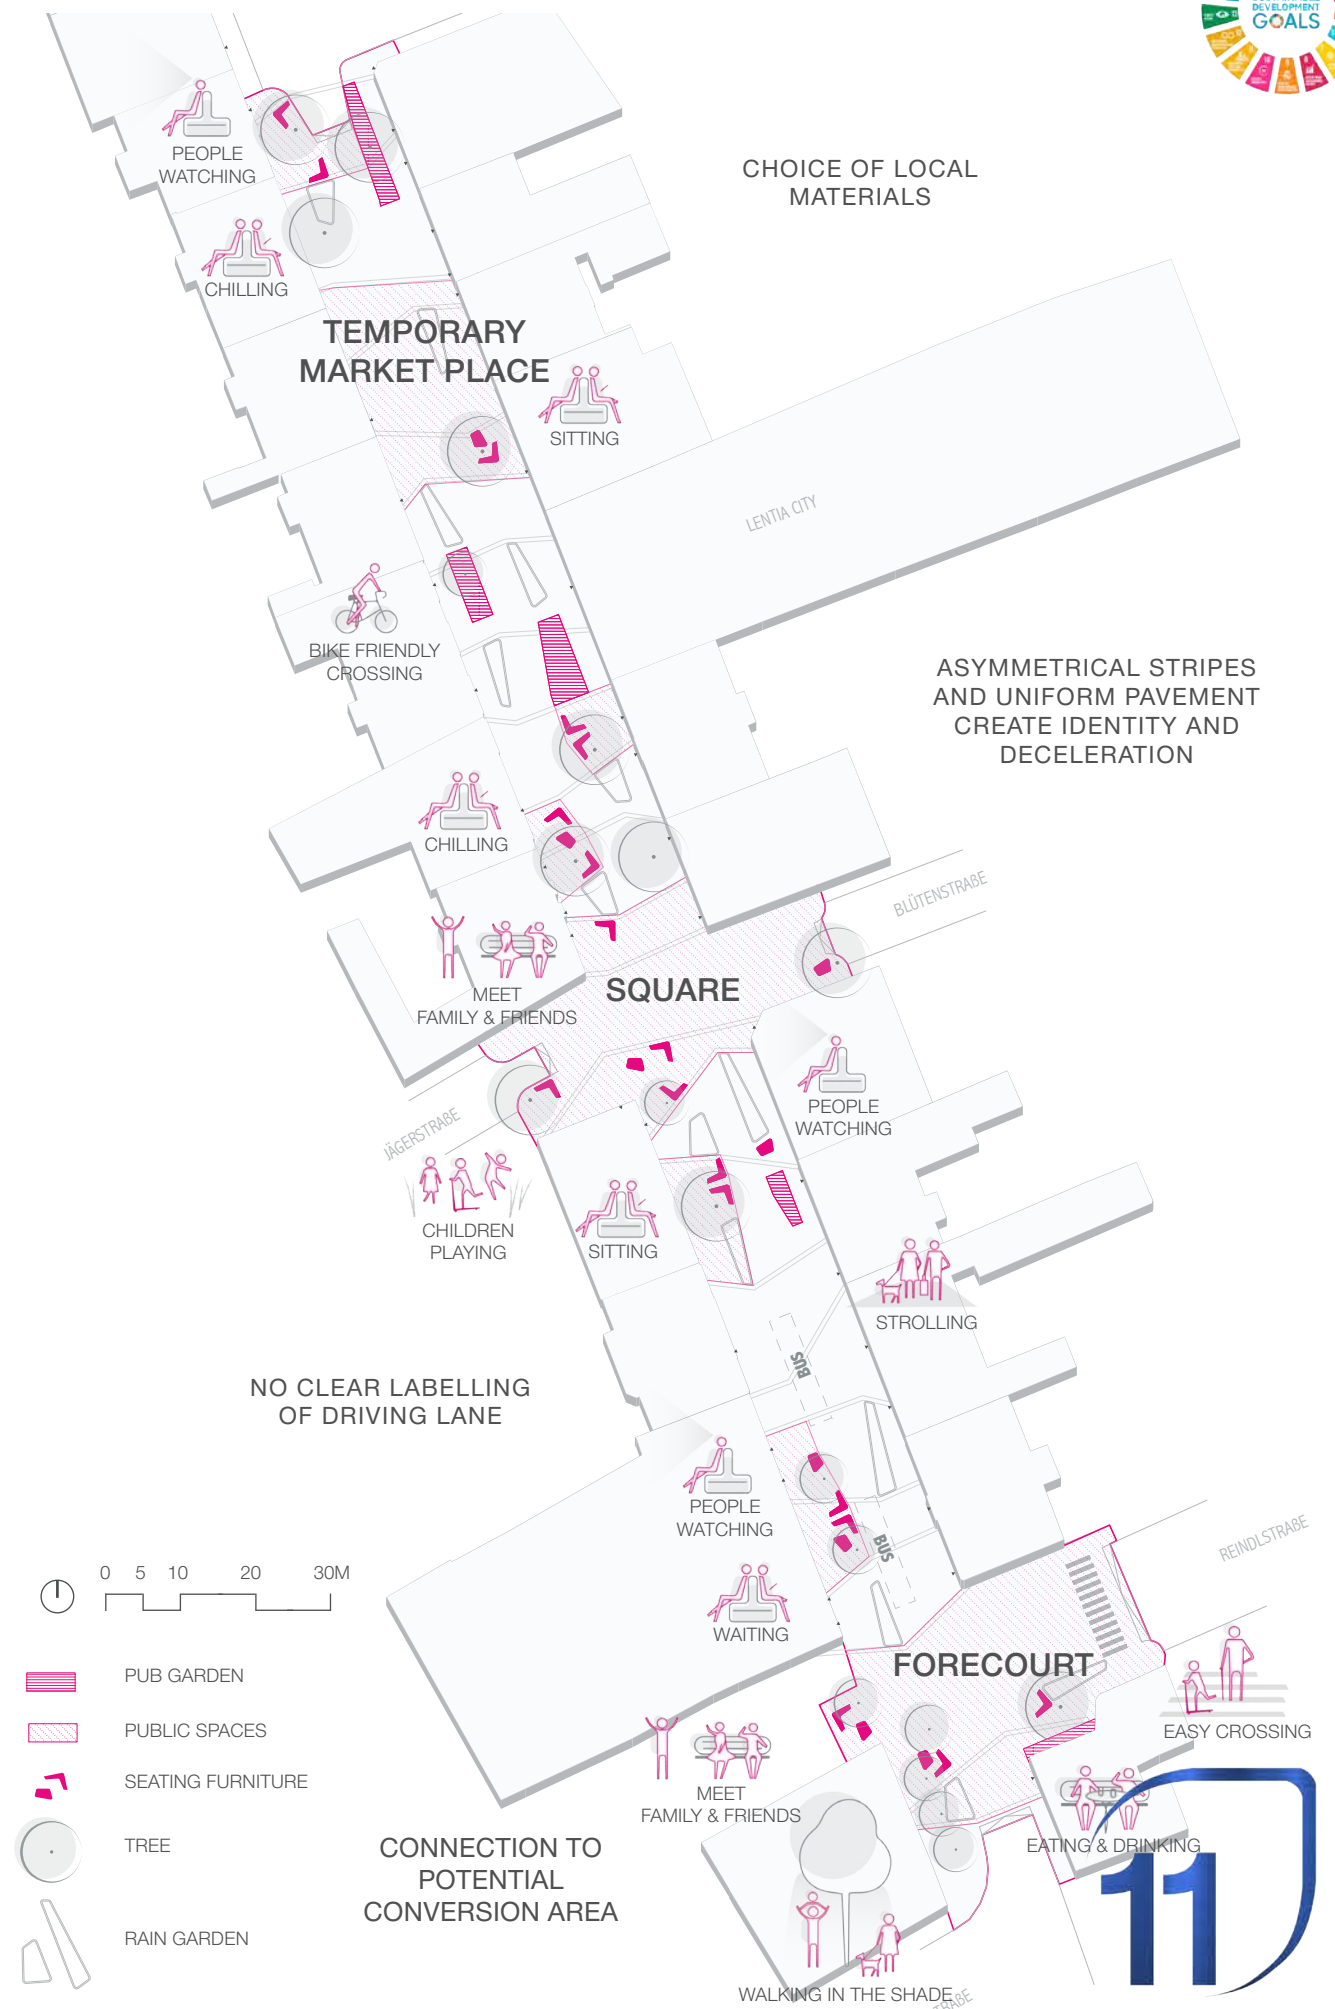 DEVELOPMENT
GOALS
PEOPLE
WATCHING
CHOICE OF LOCAL
MATERIALS
CHILLING
TEMPORARY
MARKET PLACE
SITTING
LENTIA CITY
BIKE FRIENDLY
CROSSING
ASYMMETRICAL STRIPES
AND UNIFORM PAVEMENT
CREATE IDENTITY AND
DECELERATION
CHILLING
BLÜTENSTRAßE
SQUARE
MEET
FAMILY & FRIENDS
PEOPLE
WATCHING
JÄGERSTRAßE
CHILDREN
PLAYING
SITTING
STROLLING
BUS
NO CLEAR LABELLING
OF DRIVING LANE
PEOPLE
WATCHING
BUS
REINDLSTRAßE
0 5 10 20 30M
WAITING
FORECOURT
PUB GARDEN
PUBLIC SPACES
EASY CROSSING
SEATING FURNITURE
MEET
FAMILY & FRIENDS
TREE
EATING & DRINKING
CONNECTION TO
POTENTIAL
CONVERSION AREA
11
RAIN GARDEN
WALKING IN THE SHADE